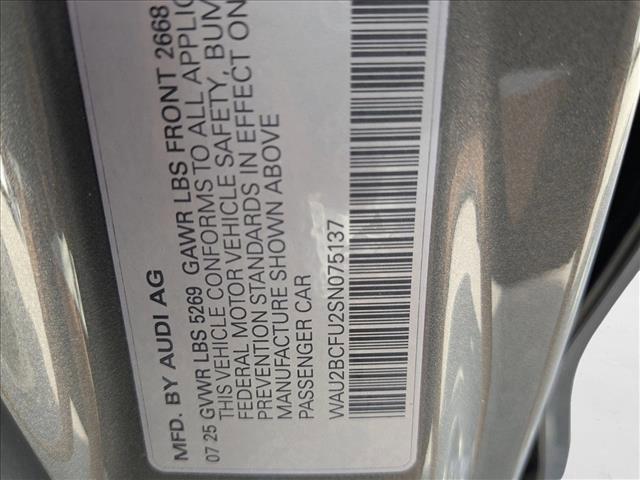 MFD. BY AUDI AG
07 25 GVWR LBS 5269 GAWR LBS FRONT 2668
THIS VEHICLE CONFORMS TO ALL APPLIC
FEDERAL MOTOR VEHICLE SAFETY, BUM
PREVENTION STANDARDS IN EFFECT ON
MANUFACTURE SHOWN ABOVE
PASSENGER CAR
WAU2BCFU2SN075137